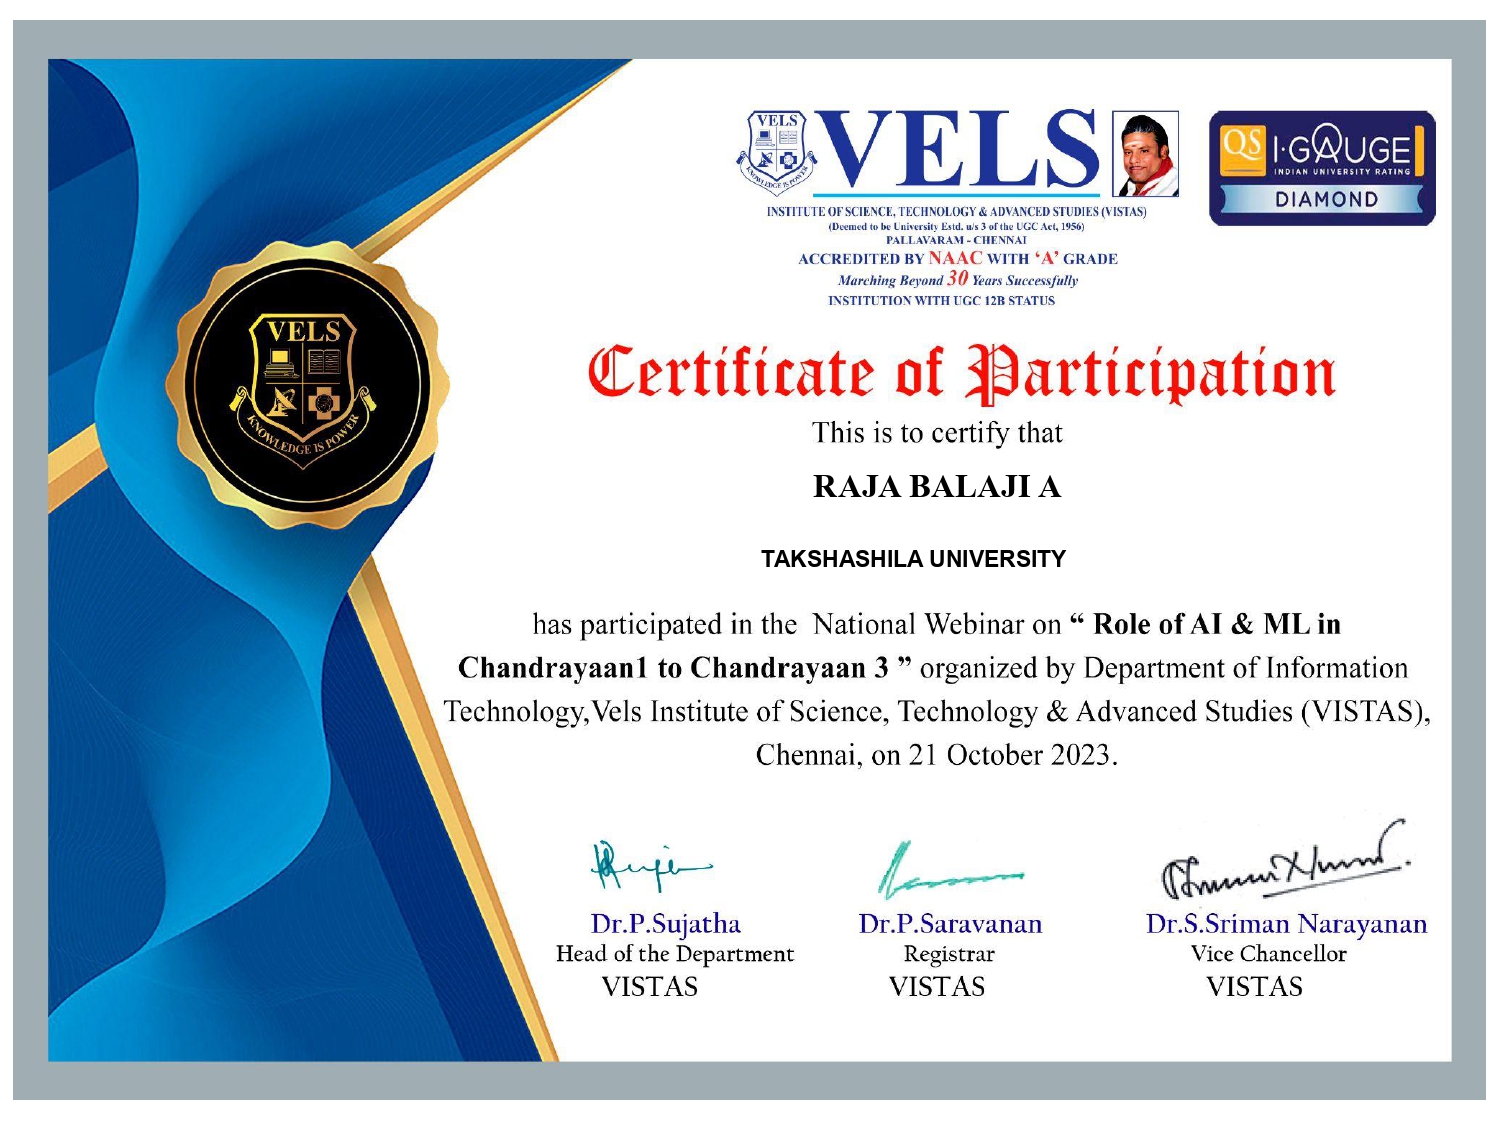 VELS
VELS
KNOWLEDGE IS POWER
QS I·GAUGE
INDIAN UNIVERSITY RATING
DIAMOND
INSTITUTE OF SCIENCE, TECHNOLOGY & ADVANCED STUDIES (VISTAS)
(Deemed to be University Estd. u/s 3 of the UGC Act, 1956)
PALLAVARAM - CHENNAI
ACCREDITED BY NAAC WITH ‘A’ GRADE
Marching Beyond 30 Years Successfully
INSTITUTION WITH UGC 12B STATUS
VELS
KNOWLEDGE IS POWER
Certificate of Participation
This is to certify that
RAJA BALAJI A
TAKSHASHILA UNIVERSITY
has participated in the National Webinar on “ Role of AI & ML in
Chandrayaan1 to Chandrayaan 3 ” organized by Department of Information
Technology,Vels Institute of Science, Technology & Advanced Studies (VISTAS),
Chennai, on 21 October 2023.
Dr.P.Sujatha Dr.P.Saravanan Dr.S.Sriman Narayanan
Head of the Department Registrar Vice Chancellor
VISTAS VISTAS VISTAS